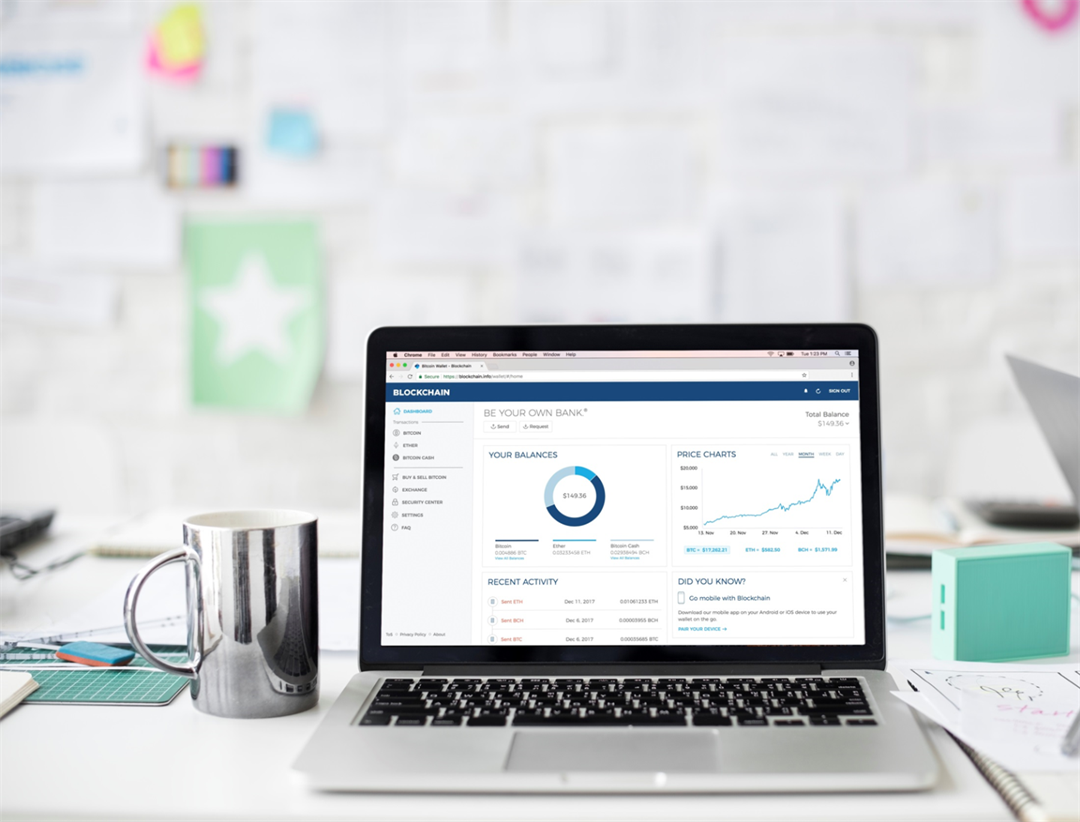 Chrome File Edit View History Bookmarks People Window Help
Tue 1:23 PM
Bitcoin Wallet - Blockchain
Secure https://blockchain.info/wallet/#/home
BLOCKCHAIN
SIGN OUT
DASHBOARD
Transactions
BITCOIN
ETHER
BITCOIN CASH
BUY & SELL BITCOIN
EXCHANGE
SECURITY CENTER
SETTINGS
FAQ
BE YOUR OWN BANK.®
Send Request
Total Balance
$149.36
YOUR BALANCES
$149.36
Bitcoin Ether Bitcoin Cash
0.004888 BTC 0.03233458 ETH 0.02938494 BCH
View All Balances View All Balances
PRICE CHARTS
ALL YEAR MONTH WEEK DAY
$20,000
$15,000
$10,000
$5,000
13. Nov 20. Nov 27. Nov 4. Dec 11. Dec
BTC = $17,262.21 ETH = $562.50 BCH = $1,571.98
RECENT ACTIVITY
Sent ETH Dec 11, 2017 0.01061233 ETH
Sent BCH Dec 6, 2017 0.00003955 BCH
Sent BTC Dec 6, 2017 0.00035685 BTC
DID YOU KNOW?
Go mobile with Blockchain
Download our mobile app on your Android or iOS device to use your
wallet on the go.
PAIR YOUR DEVICE →
ToS | Privacy Policy | About